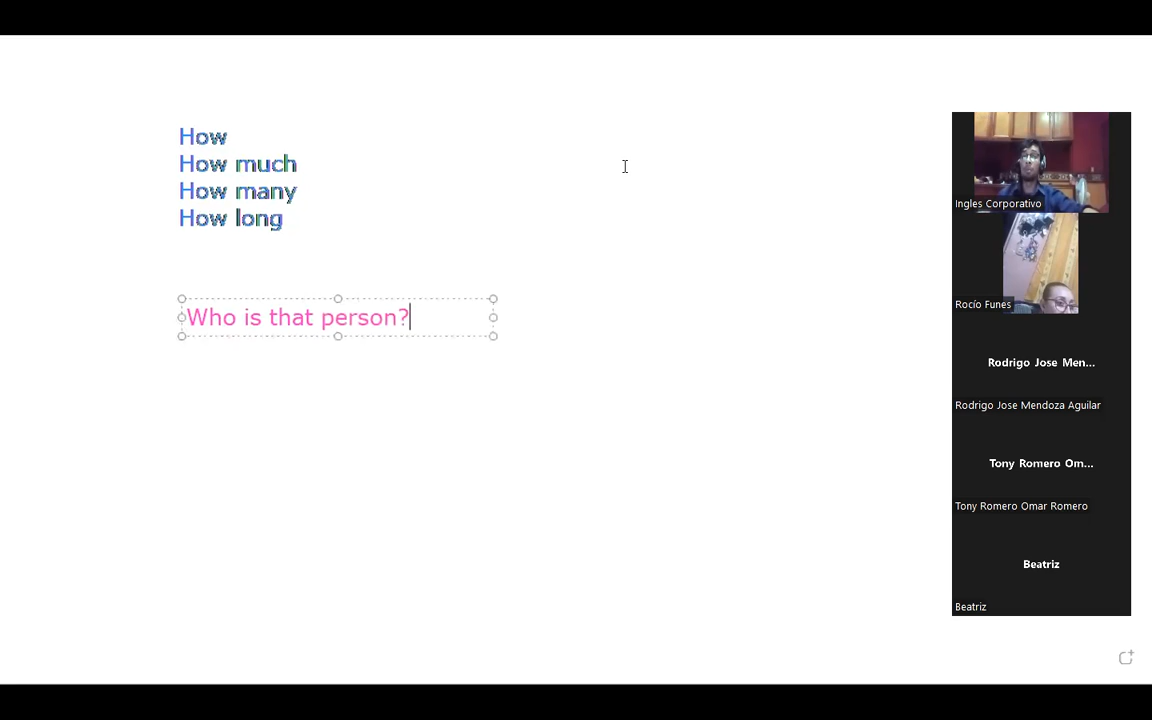 How
How much
How many
How long
Who is that person?
Ingles Corporativo
Rocío Funes
Rodrigo Jose Men...
Rodrigo Jose Mendoza Aguilar
Tony Romero Om...
Tony Romero Omar Romero
Beatriz
Beatriz